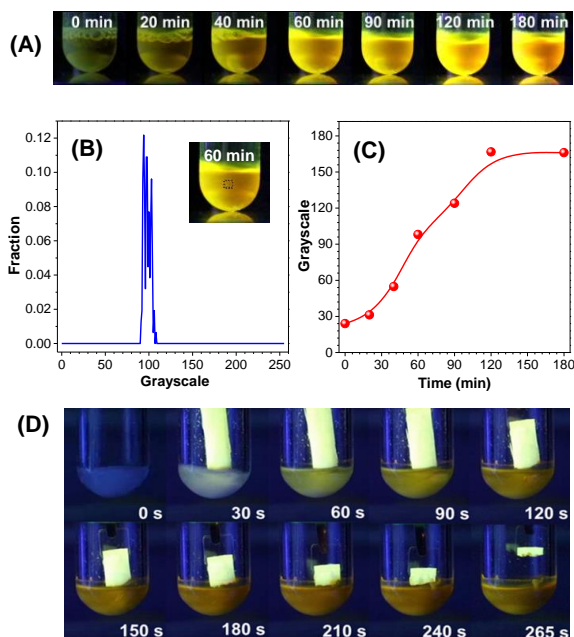 (A) 0 min 20 min 40 min 60 min 90 min 120 min 180 min
(B)
60 min
0.12
0.10
0.08
0.06
0.04
0.02
0.00
Fraction
0 50 100 150 200 250
Grayscale
(C)
180
150
120
90
60
30
0
Grayscale
0 30 60 90 120 150 180
Time (min)
(D)
0 s 30 s 60 s 90 s 120 s
150 s 180 s 210 s 240 s 265 s